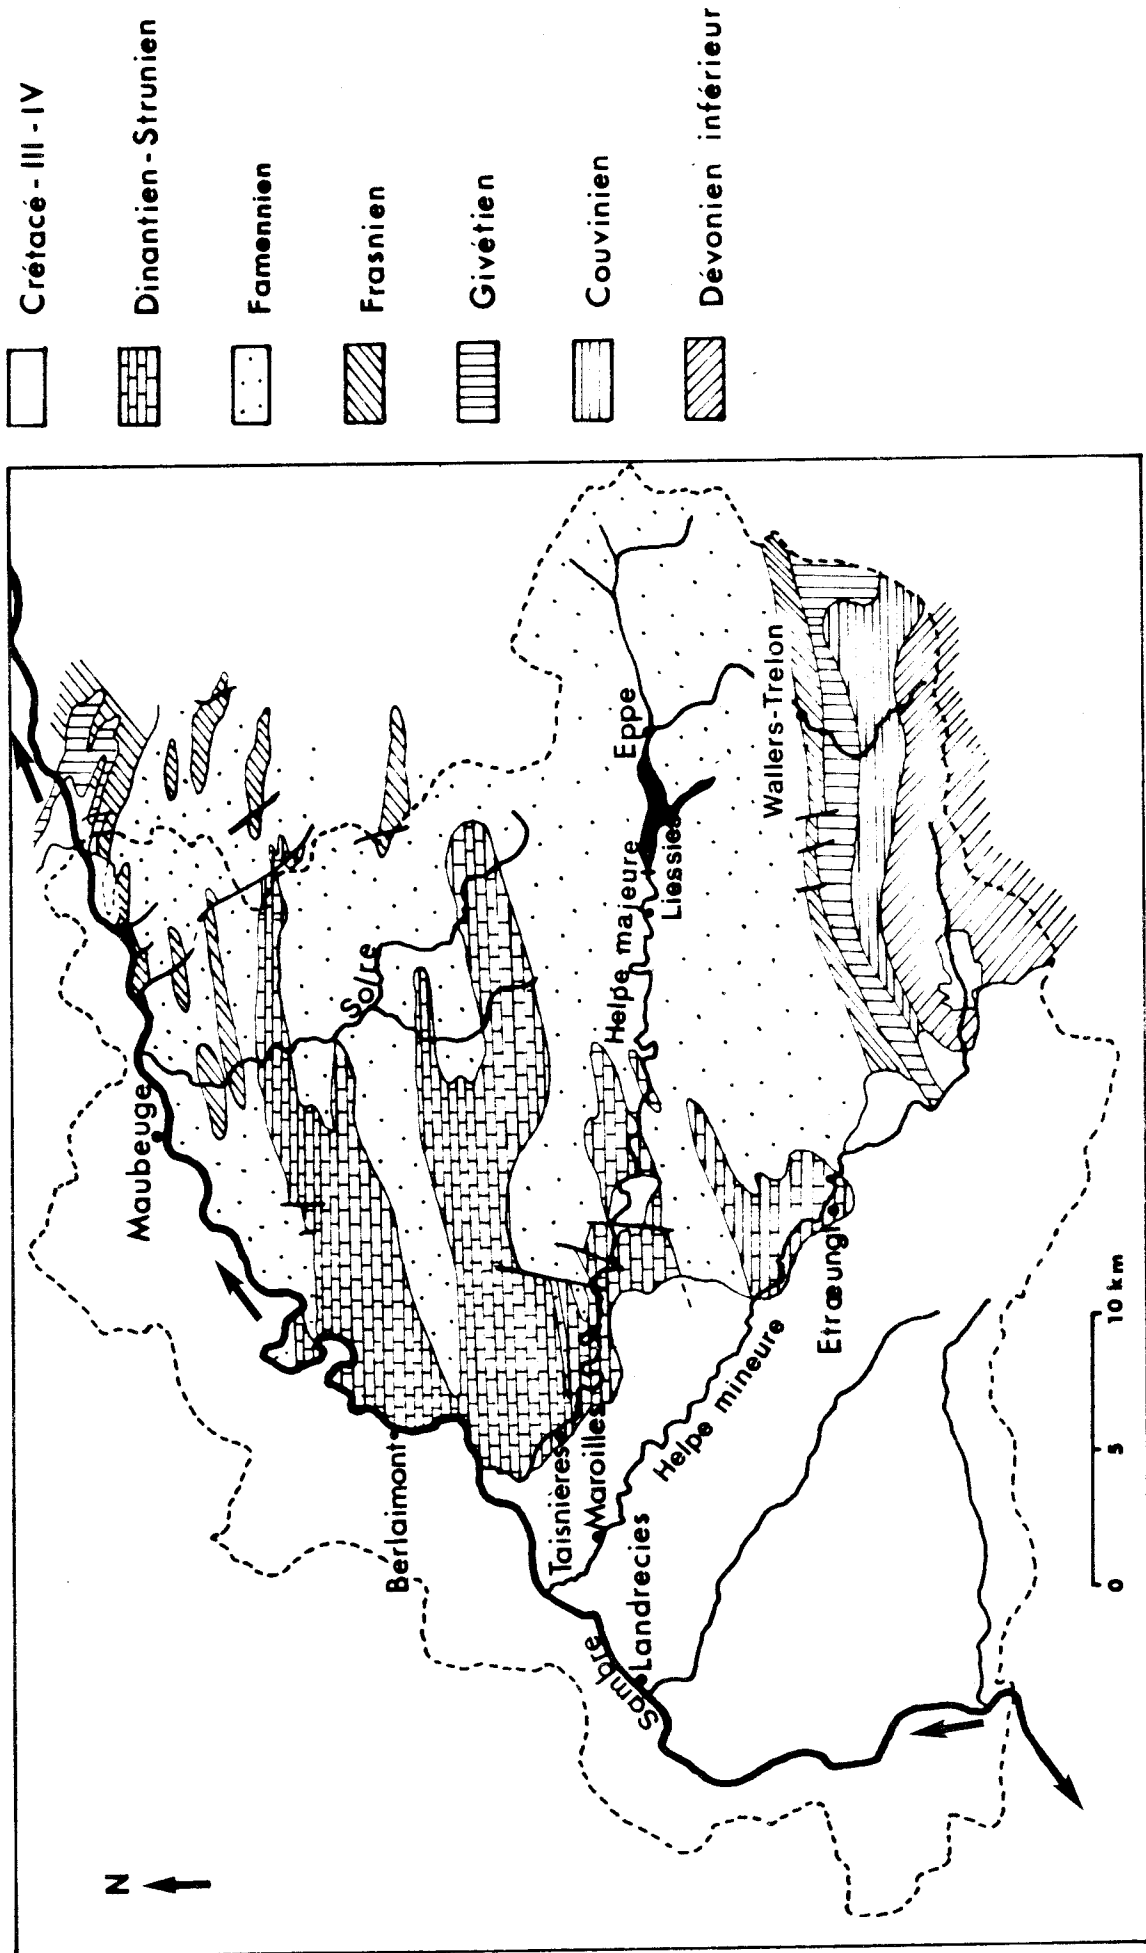 Crétacé - III - IV
Dinantien-Strunien
Famennien
Frasnien
Givétien
Couvinien
Dévonien inférieur
N
Maubeuge
Solre
Berlaimont
Eppe
Helpe majeure
Liessies
Taisnières
Maroilles
Wallers-Trelon
Sambre
Landrecies
Helpe mineure
Etrœungt
0 5 10 km